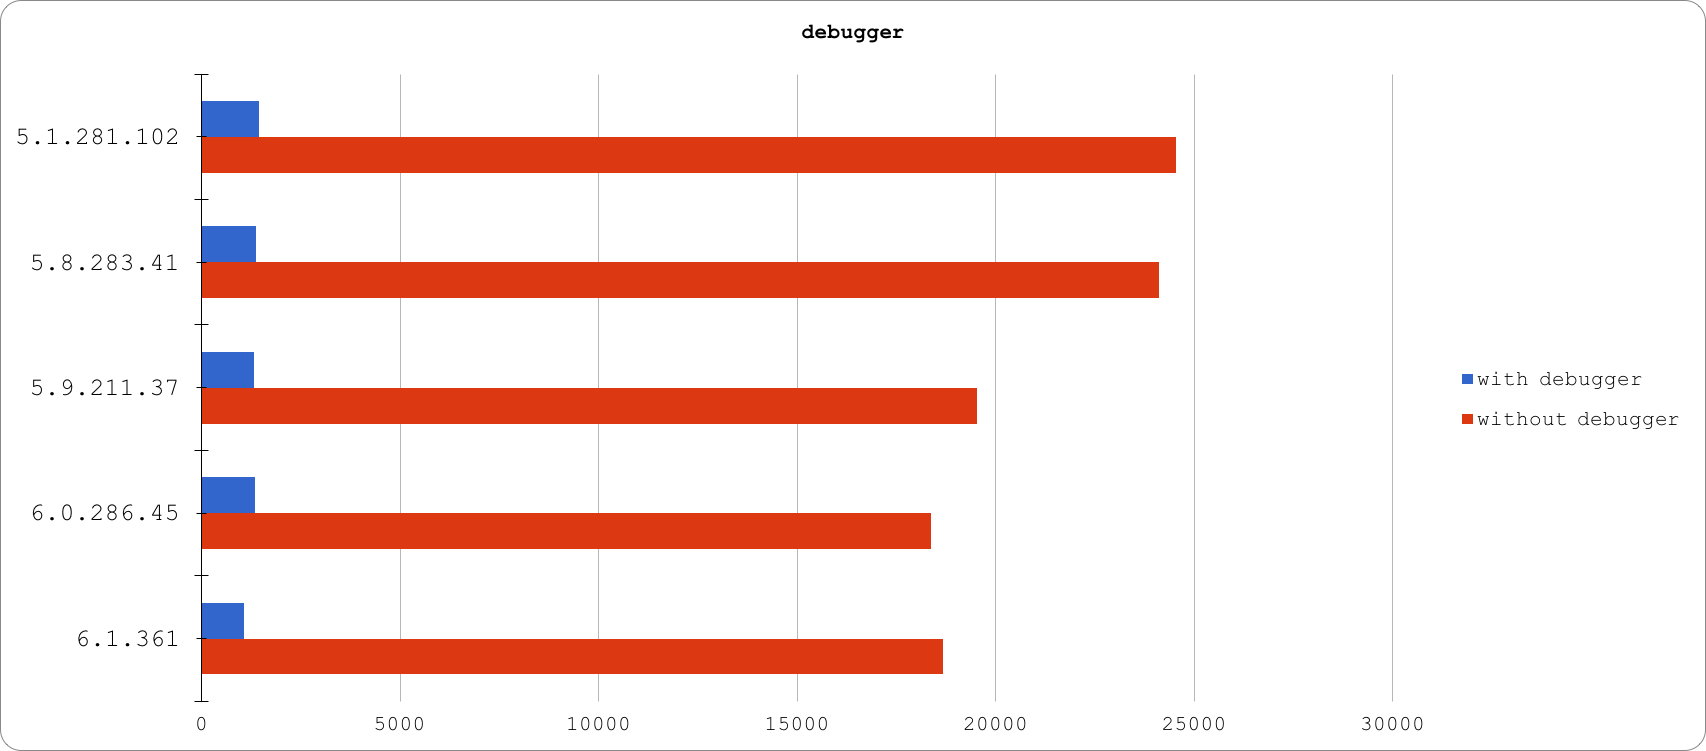 debugger
5.1.281.102
5.8.283.41
5.9.211.37
6.0.286.45
6.1.361
with debugger
without debugger
0 5000 10000 15000 20000 25000 30000